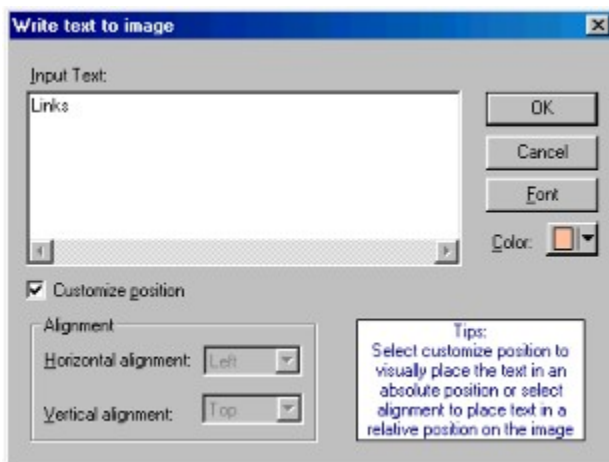 Write text to image
Input Text:
Links
OK
Cancel
Font
Color:
Customize position
Alignment
Horizontal alignment: Left
Vertical alignment: Top
Tips:
Select customize position to
visually place the text in an
absolute position or select
alignment to place text in a
relative position on the image